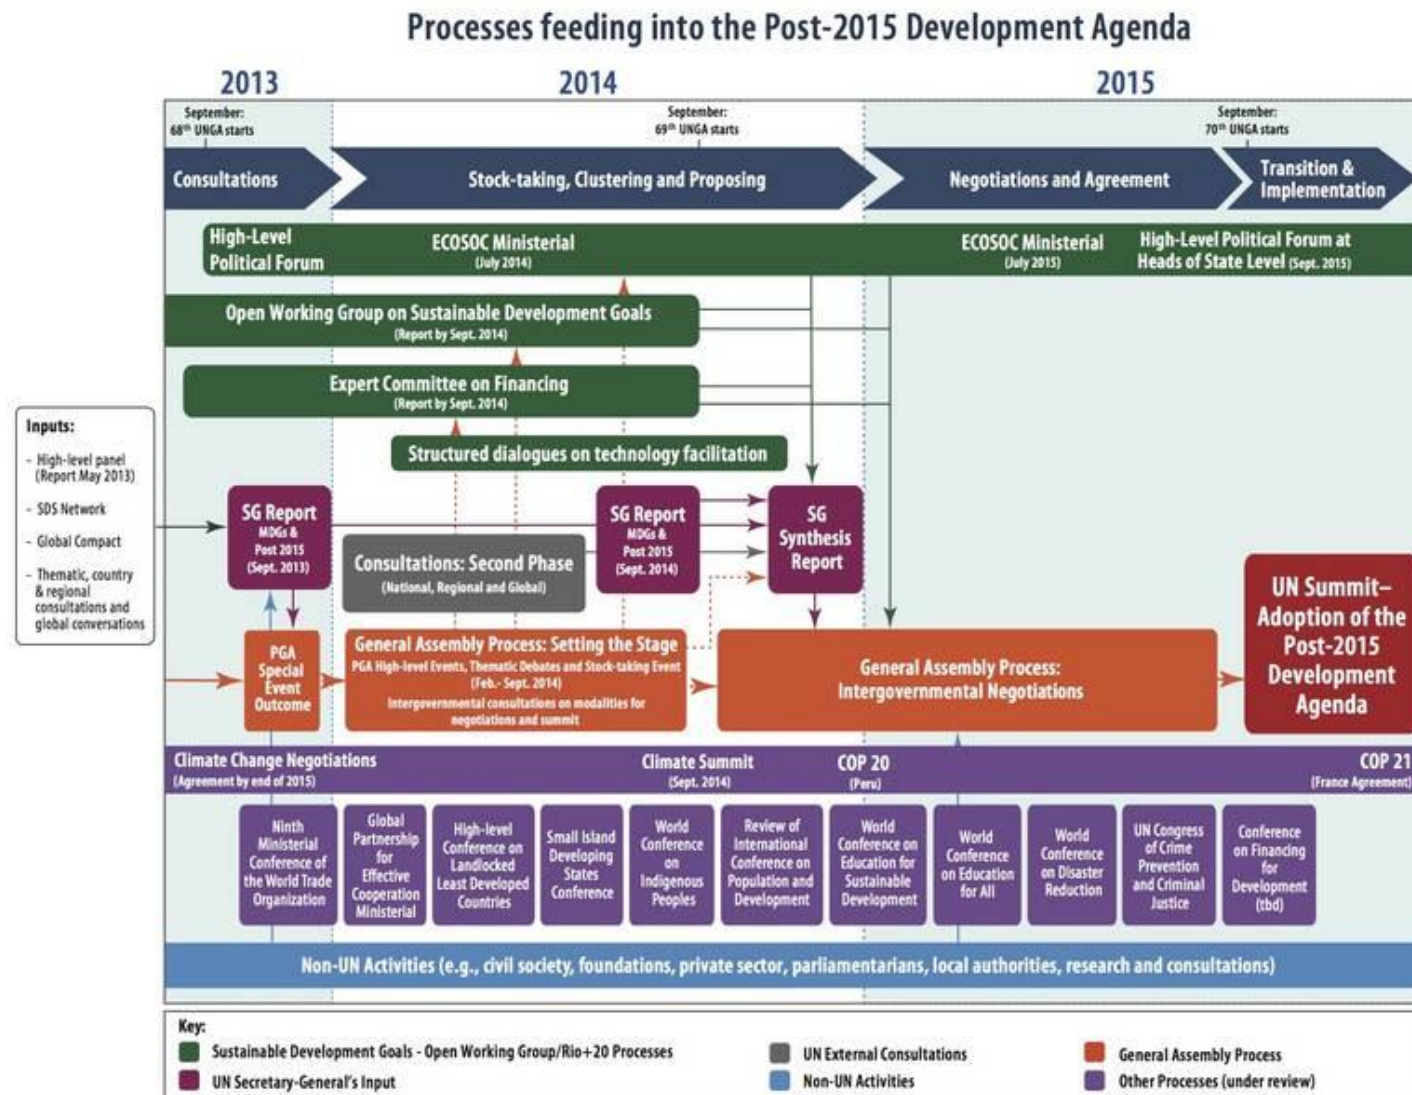 Processes feeding into the Post-2015 Development Agenda
2013
2014
2015
September:
68th UNGA starts
September:
69th UNGA starts
September:
70th UNGA starts
Consultations
Stock-taking, Clustering and Proposing
Negotiations and Agreement
Transition &
Implementation
High-Level
Political Forum
ECOSOC Ministerial
(July 2014)
ECOSOC Ministerial
(July 2015)
High-Level Political Forum at
Heads of State Level (Sept. 2015)
Open Working Group on Sustainable Development Goals
(Report by Sept. 2014)
Expert Committee on Financing
(Report by Sept. 2014)
Structured dialogues on technology facilitation
Inputs:
- High-level panel
(Report May 2013)
- SDS Network
- Global Compact
- Thematic, country
& regional
consultations and
global conversations
SG Report
MDGs &
Post 2015
(Sept. 2013)
Consultations: Second Phase
(National, Regional and Global)
SG Report
MDGs &
Post 2015
(Sept. 2014)
SG
Synthesis
Report
PGA
Special
Event
Outcome
General Assembly Process: Setting the Stage
PGA High-level Events, Thematic Debates and Stock-taking Event
(Feb.- Sept. 2014)
Intergovernmental consultations on modalities for
negotiations and summit
General Assembly Process:
Intergovernmental Negotiations
UN Summit–
Adoption of the
Post-2015
Development
Agenda
Climate Change Negotiations
(Agreement by end of 2015)
Climate Summit
(Sept. 2014)
COP 20
(Peru)
COP 21
(France Agreement)
Ninth
Ministerial
Conference of
the World Trade
Organization
Global
Partnership
for
Effective
Cooperation
Ministerial
High-level
Conference on
Landlocked
Least Developed
Countries
Small Island
Developing
States
Conference
World
Conference
on
Indigenous
Peoples
Review of
International
Conference on
Population and
Development
World
Conference on
Education for
Sustainable
Development
World
Conference
on Education
for All
World
Conference
on Disaster
Reduction
UN Congress
of Crime
Prevention
and Criminal
Justice
Conference
on Financing
for
Development
(tbd)
Non-UN Activities (e.g., civil society, foundations, private sector, parliamentarians, local authorities, research and consultations)
Key:
Sustainable Development Goals - Open Working Group/Rio+20 Processes
UN Secretary-General's Input
UN External Consultations
Non-UN Activities
General Assembly Process
Other Processes (under review)